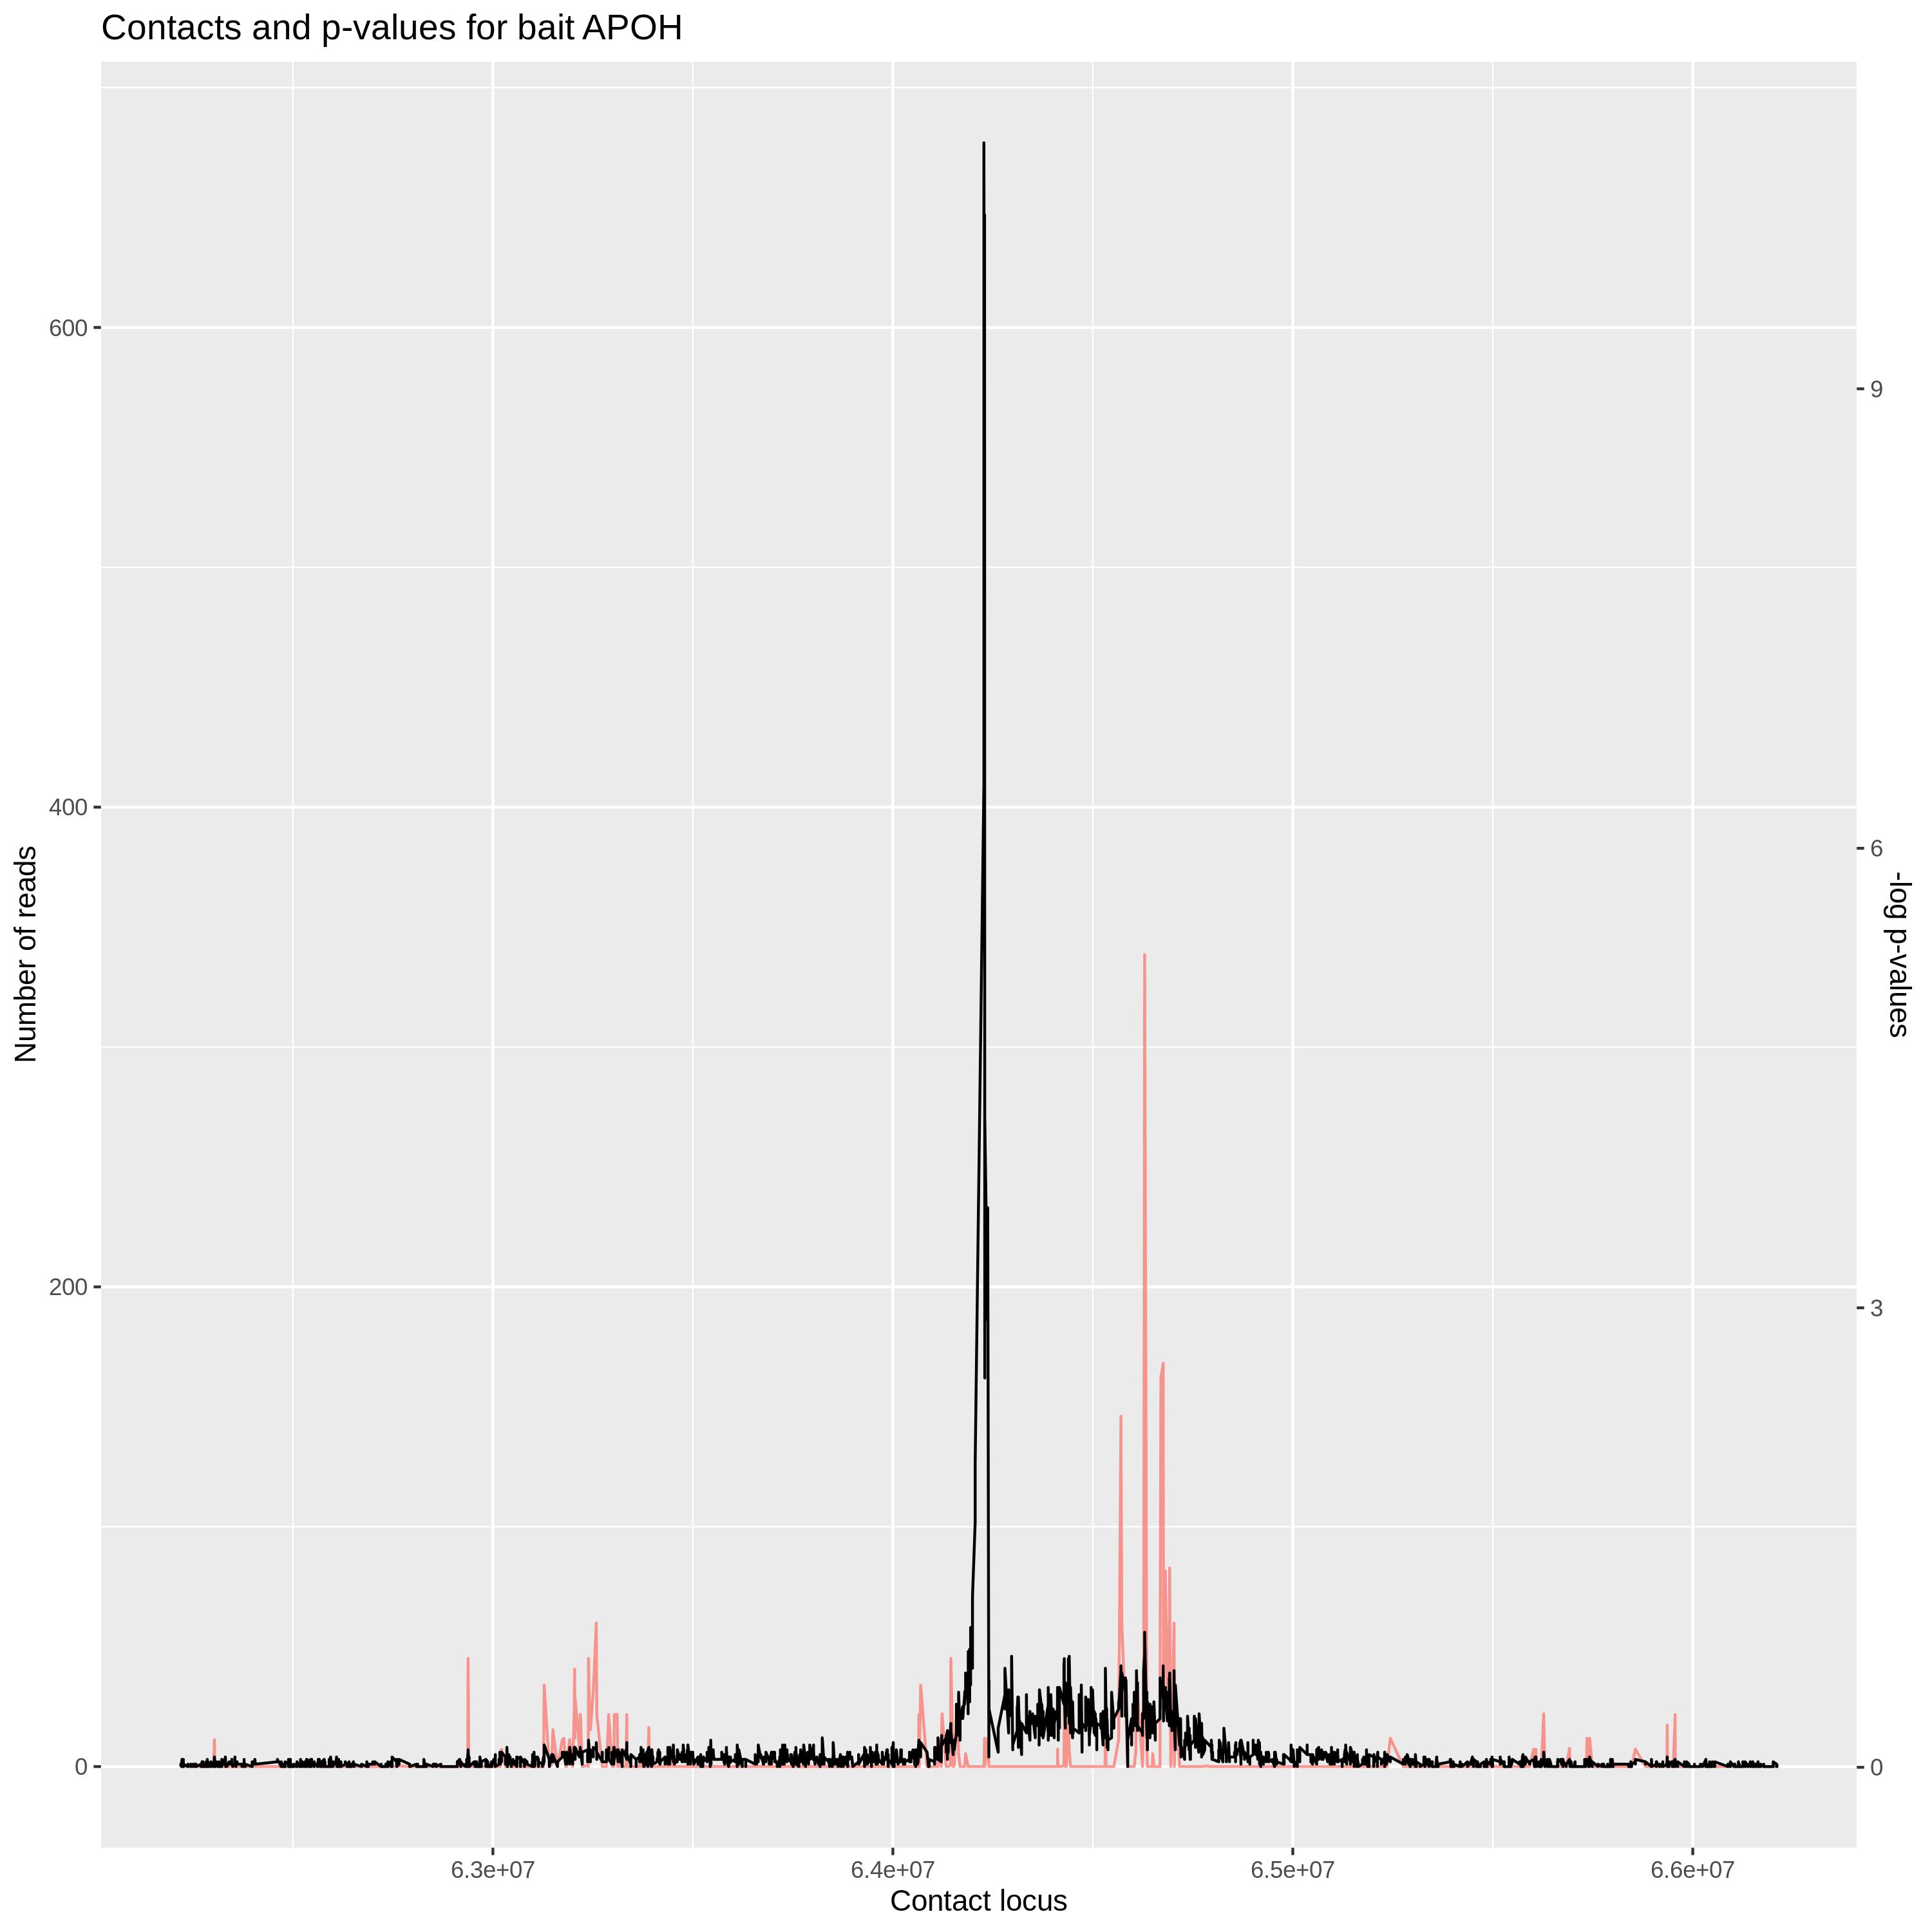 Contacts and p-values for bait APOH
600
400
200
0
Number of reads
9
6
3
0
-log p-values
6.3e+07 6.4e+07 6.5e+07 6.6e+07
Contact locus